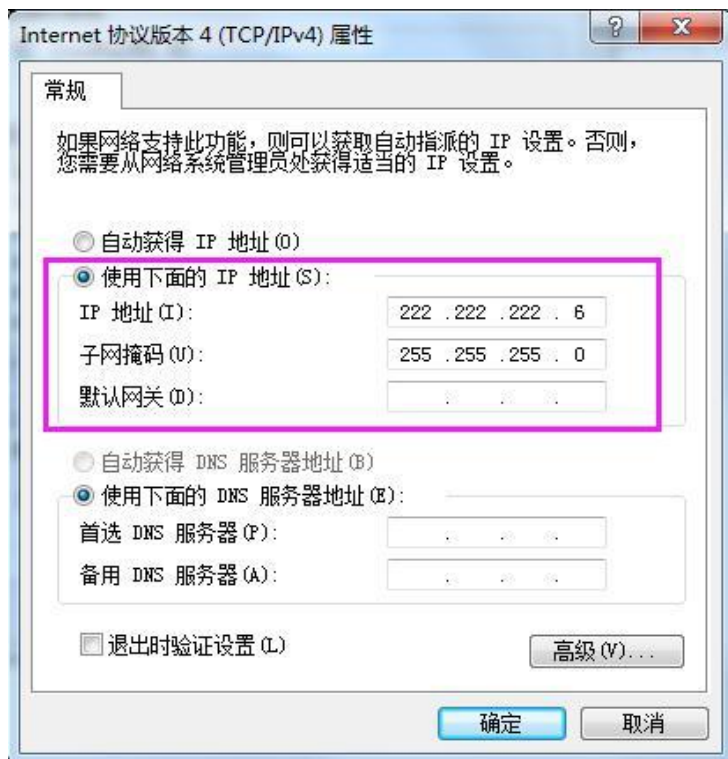 Internet 协议版本 4 (TCP/IPv4) 属性
常规
如果网络支持此功能，则可以获取自动指派的 IP 设置。否则，
您需要从网络系统管理员处获得适当的 IP 设置。
自动获得 IP 地址(O)
使用下面的 IP 地址(S):
IP 地址(I): 222 .222 .222 . 6
子网掩码(U): 255 .255 .255 . 0
默认网关(D): . . .
自动获得 DNS 服务器地址(B)
使用下面的 DNS 服务器地址(E):
首选 DNS 服务器(P): . . .
备用 DNS 服务器(A): . . .
退出时验证设置(L)
高级(V)...
确定 取消